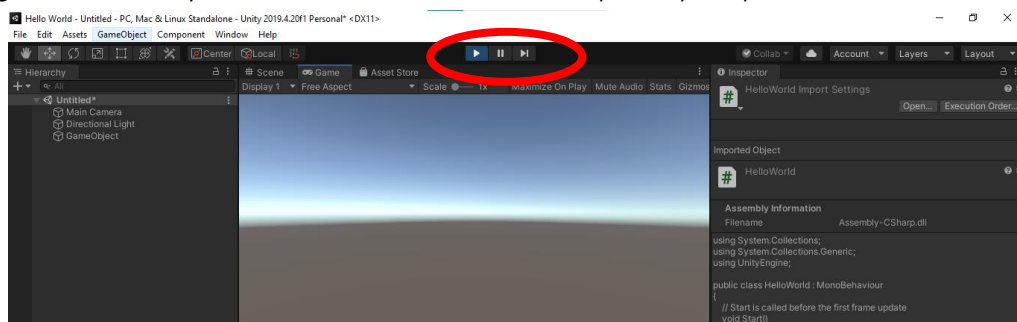 Hello World - Untitled - PC, Mac & Linux Standalone - Unity 2019.4.20f1 Personal* <DX11>
File Edit Assets GameObject Component Window Help
Center Local Collab Account Layers Layout
Hierarchy Scene Game Asset Store Inspector
All Display 1 Free Aspect Scale 1x Maximize On Play Mute Audio Stats Gizmos
HelloWorld Import Settings
Untitled*
Open... Execution Order...
Main Camera
Directional Light
GameObject
Imported Object
HelloWorld
Assembly Information
Filename Assembly-CSharp.dll
using System.Collections;
using System.Collections.Generic;
using UnityEngine;
public class HelloWorld : MonoBehaviour
{
// Start is called before the first frame update
void Start()